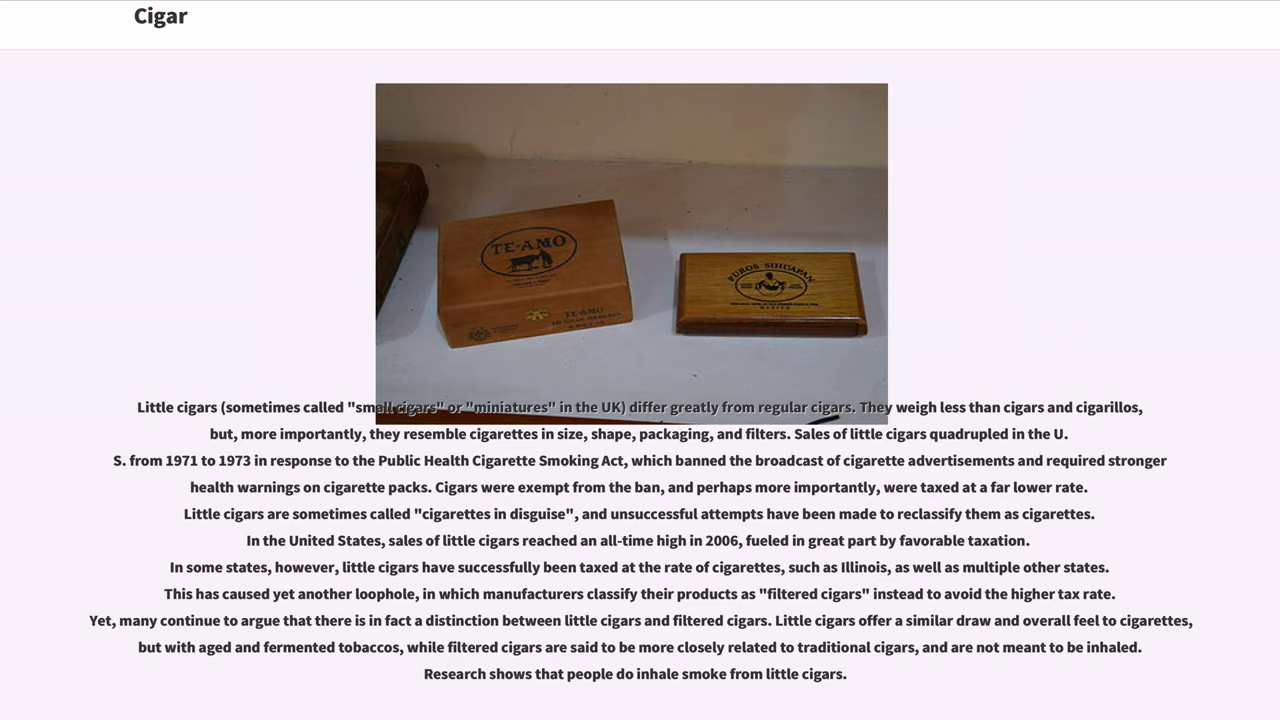 Cigar
TE-AMO
TE-AMO
PUROS SIHUAPAN
MEXICO
Little cigars (sometimes called "small cigars" or "miniatures" in the UK) differ greatly from regular cigars. They weigh less than cigars and cigarillos,
but, more importantly, they resemble cigarettes in size, shape, packaging, and filters. Sales of little cigars quadrupled in the U.
S. from 1971 to 1973 in response to the Public Health Cigarette Smoking Act, which banned the broadcast of cigarette advertisements and required stronger
health warnings on cigarette packs. Cigars were exempt from the ban, and perhaps more importantly, were taxed at a far lower rate.
Little cigars are sometimes called "cigarettes in disguise", and unsuccessful attempts have been made to reclassify them as cigarettes.
In the United States, sales of little cigars reached an all-time high in 2006, fueled in great part by favorable taxation.
In some states, however, little cigars have successfully been taxed at the rate of cigarettes, such as Illinois, as well as multiple other states.
This has caused yet another loophole, in which manufacturers classify their products as "filtered cigars" instead to avoid the higher tax rate.
Yet, many continue to argue that there is in fact a distinction between little cigars and filtered cigars. Little cigars offer a similar draw and overall feel to cigarettes,
but with aged and fermented tobaccos, while filtered cigars are said to be more closely related to traditional cigars, and are not meant to be inhaled.
Research shows that people do inhale smoke from little cigars.